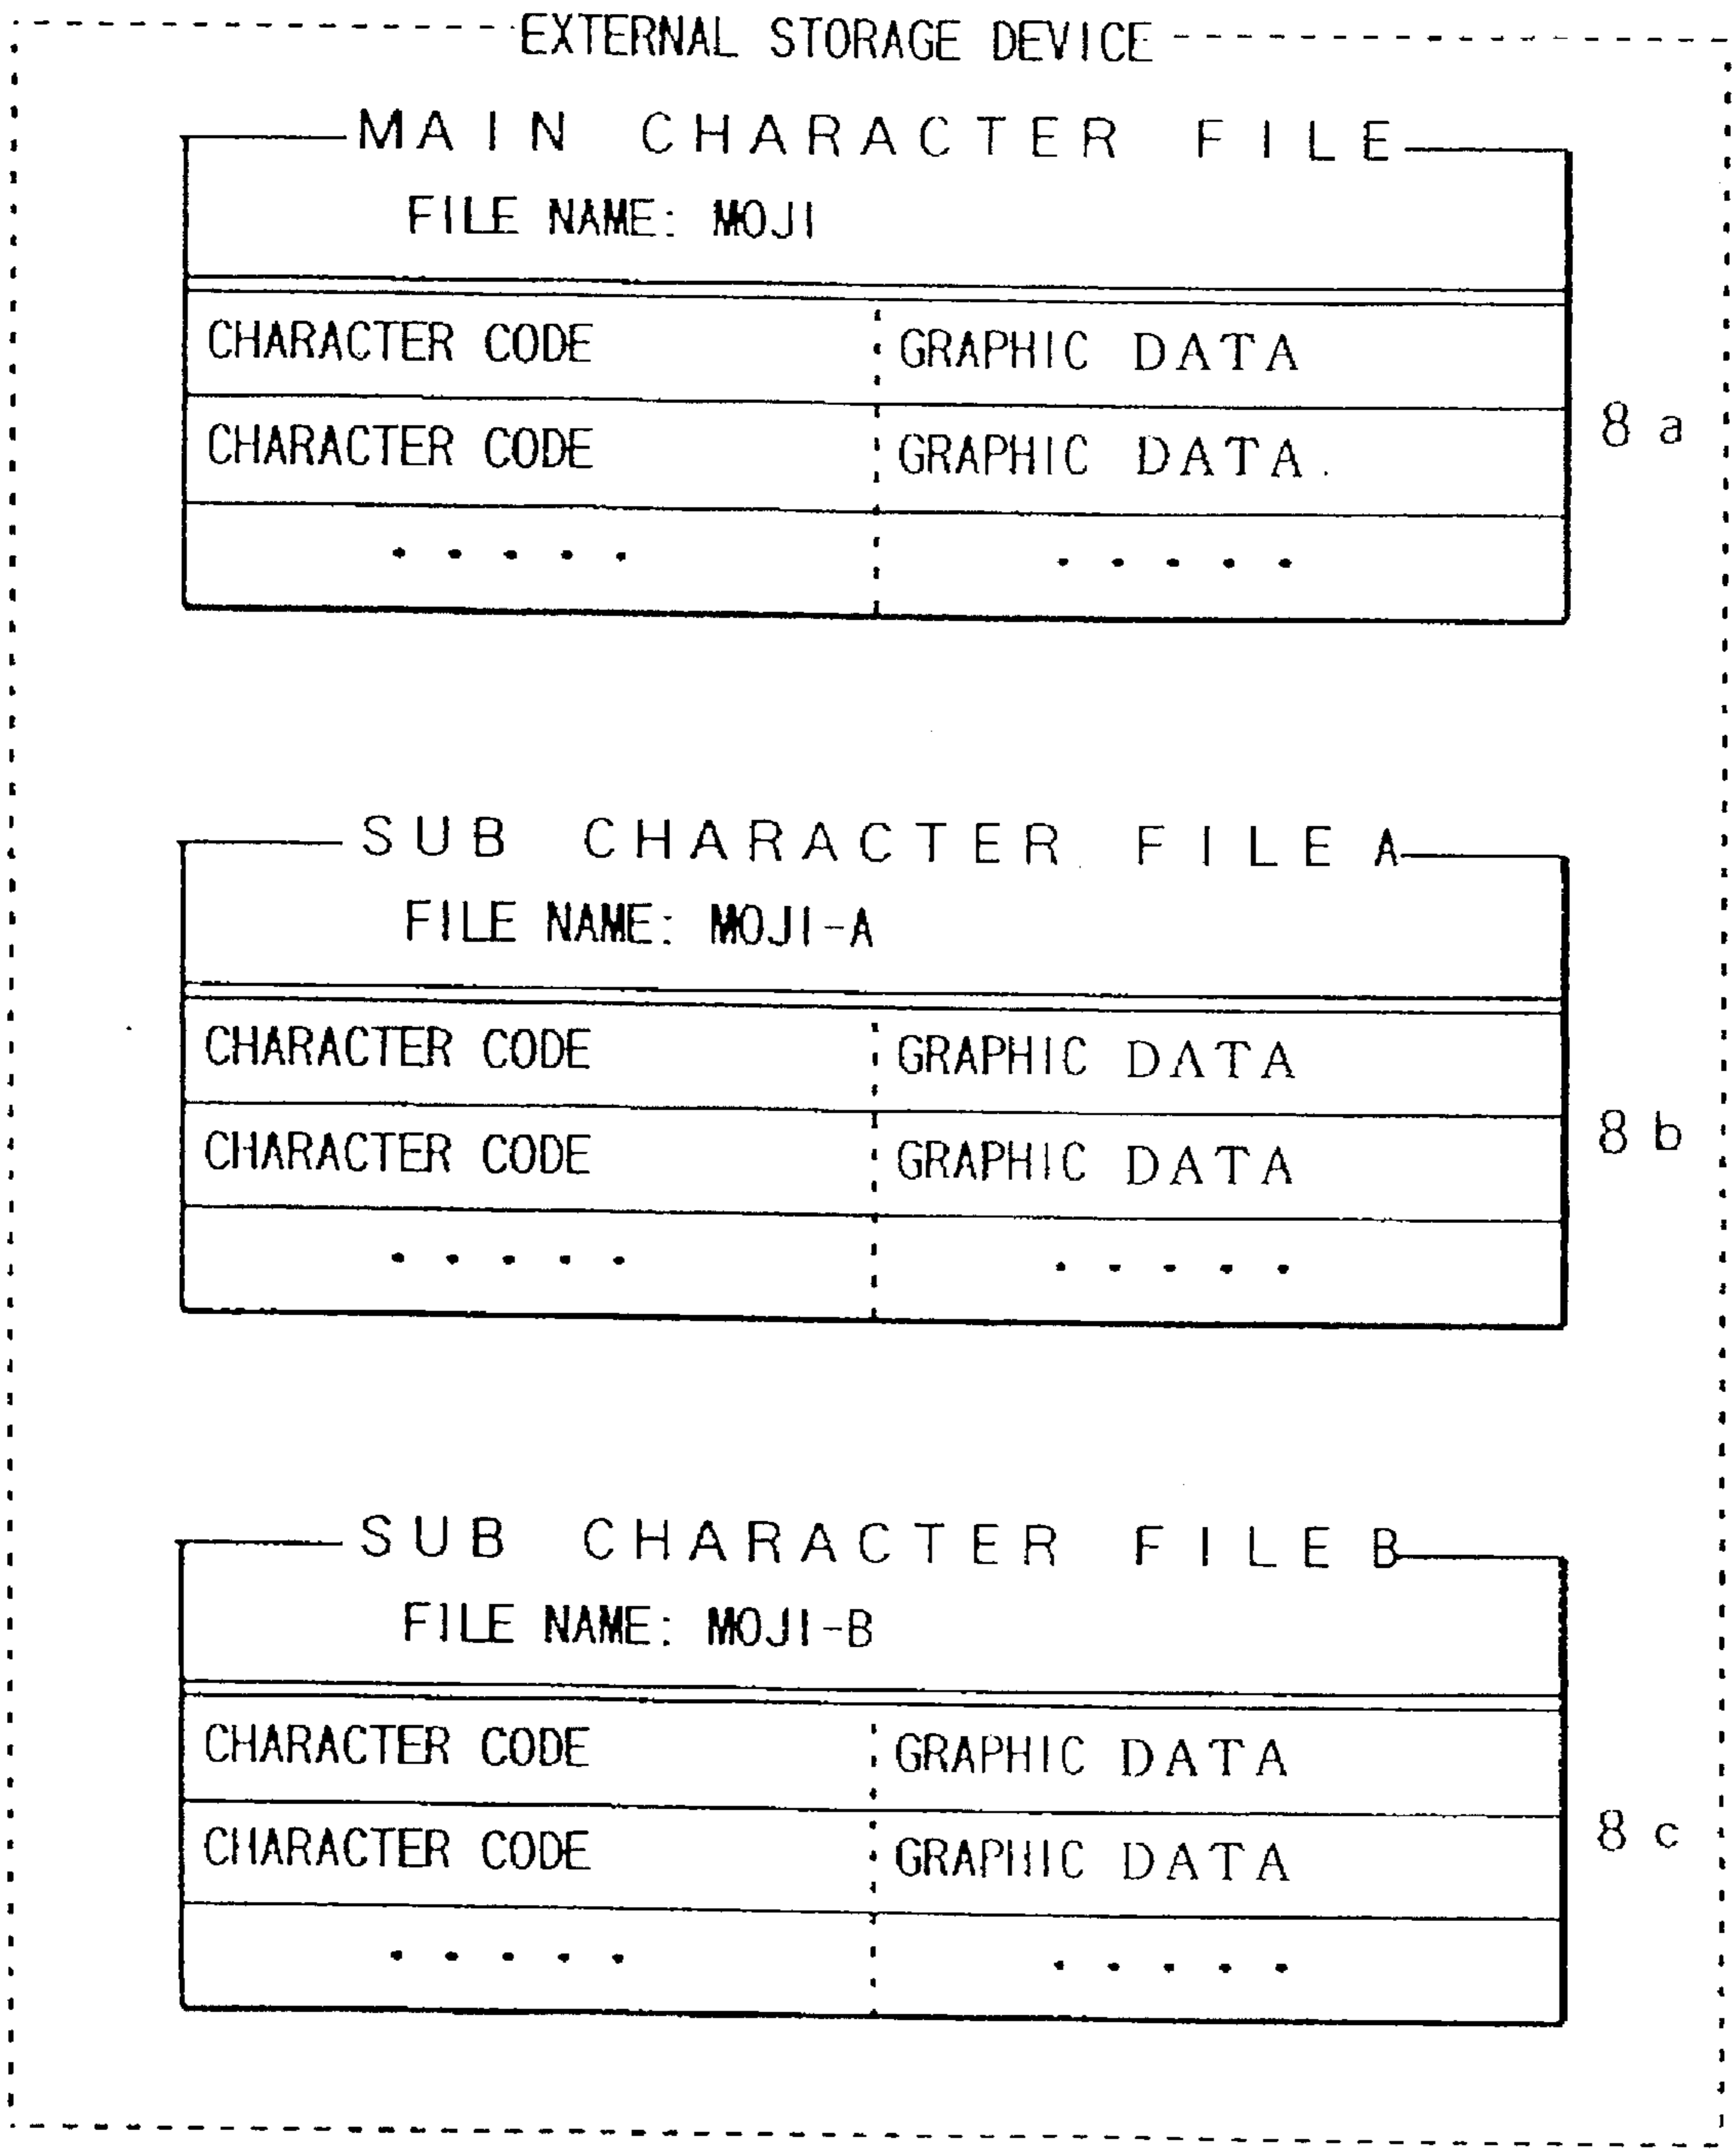 EXTERNAL STORAGE DEVICE
MAIN CHARACTER FILE
FILE NAME: MOJI
CHARACTER CODE GRAPHIC DATA
CHARACTER CODE GRAPHIC DATA
8a
. . . . . . . . . .
SUB CHARACTER FILE A
FILE NAME: MOJI-A
CHARACTER CODE GRAPHIC DATA
CHARACTER CODE GRAPHIC DATA
8b
. . . . . . . . . .
SUB CHARACTER FILE B
FILE NAME: MOJI-B
CHARACTER CODE GRAPHIC DATA
CHARACTER CODE GRAPHIC DATA
8c
. . . . . . . . . .